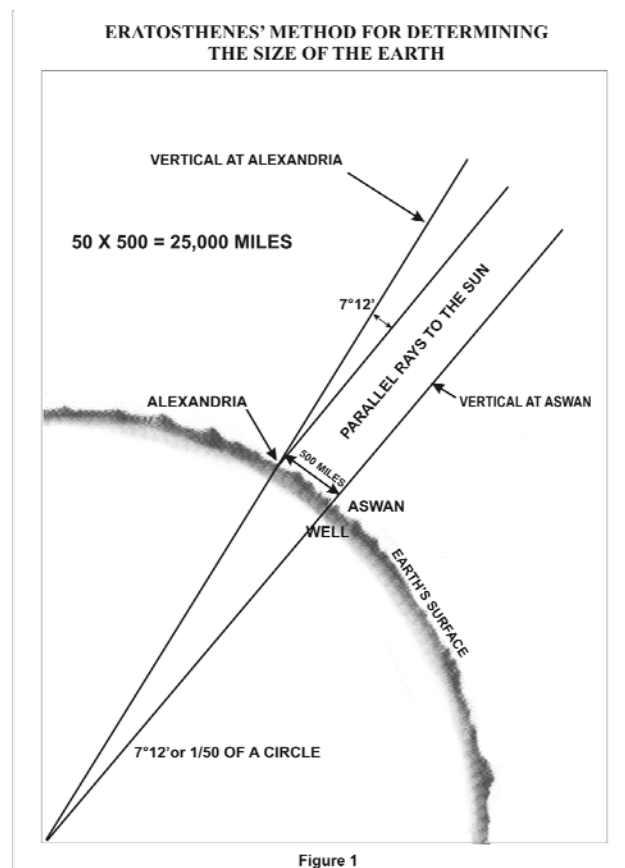 ERATOSTHENES’ METHOD FOR DETERMINING
THE SIZE OF THE EARTH
VERTICAL AT ALEXANDRIA
50 X 500 = 25,000 MILES
7°12’
PARALLEL RAYS TO THE SUN
ALEXANDRIA
VERTICAL AT ASWAN
500 MILES
ASWAN
WELL
EARTH'S SURFACE
7°12’or 1/50 OF A CIRCLE
Figure 1